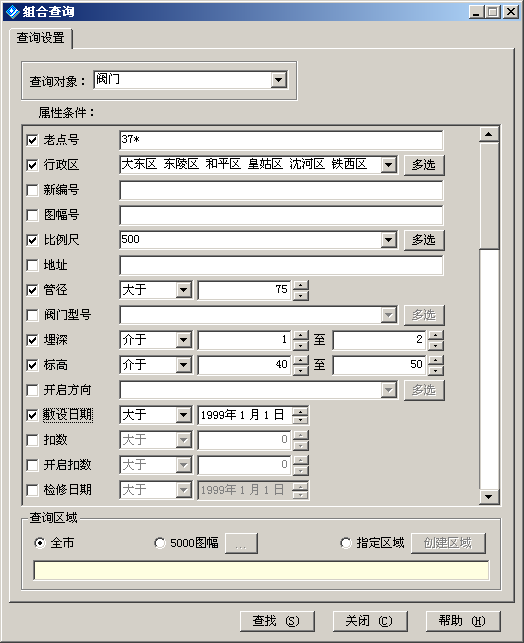 组合查询
查询设置
查询对象： 阀门
属性条件：
老点号 37*
行政区 大东区 东陵区 和平区 皇姑区 沈河区 铁西区 多选
新编号
图幅号
比例尺 500 多选
地址
管径 大于 75
阀门型号 多选
埋深 介于 1 至 2
标高 介于 40 至 50
开启方向 多选
敷设日期 大于 1999年 1 月 1 日
扣数 大于 0
开启扣数 大于 0
检修日期 大于 1999年 1 月 1 日
查询区域
全市 5000图幅 ... 指定区域 创建区域
查找 (S) 关闭 (C) 帮助 (H)